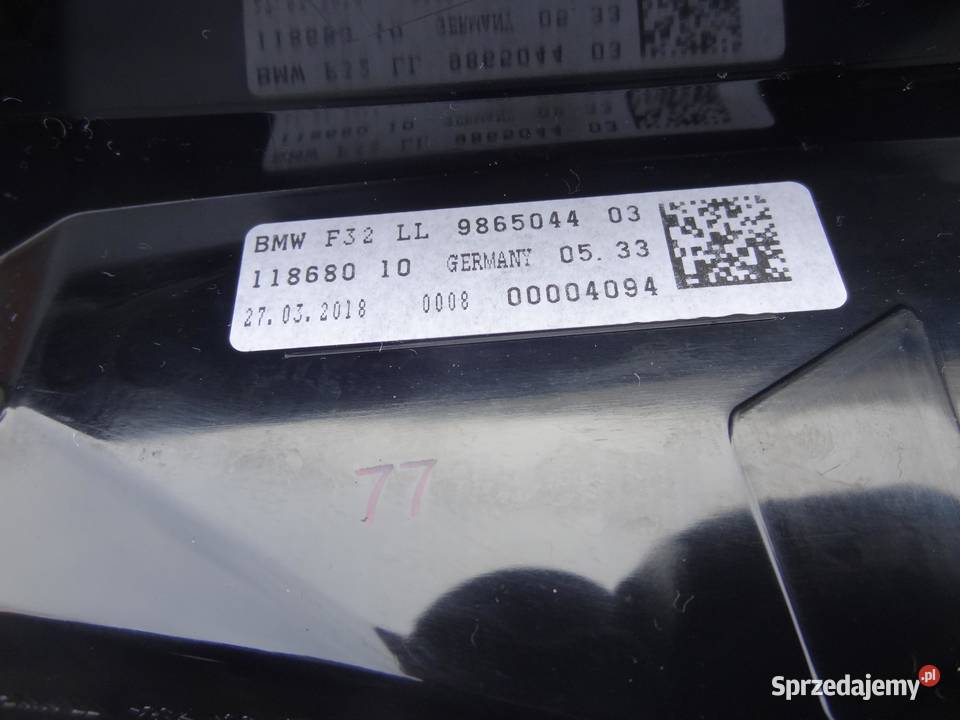 BMW F32 LL 9865044 03
118680 10 GERMANY 05.33
27.03.2018 0008 00004094
77
Sprzedajemy.pl